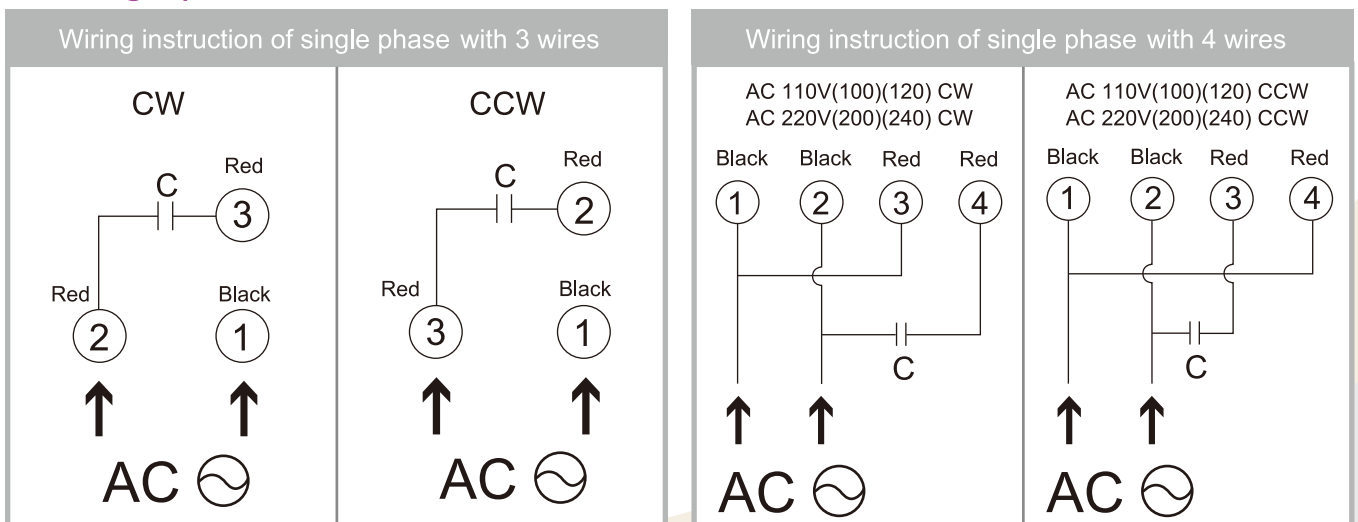 Wiring instruction of single phase with 3 wires
CW
Red
C
3
Red
Black
2
1
AC
CCW
Red
C
2
Red
Black
3
1
AC
Wiring instruction of single phase with 4 wires
AC 110V(100)(120) CW
AC 220V(200)(240) CW
Black Black Red Red
1 2 3 4
C
AC
AC 110V(100)(120) CCW
AC 220V(200)(240) CCW
Black Black Red Red
1 2 3 4
C
AC